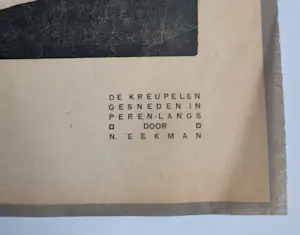 DE KREUPELEN
GESNEDEN IN
PEREN-LANGS
DOOR
N. EEKMAN